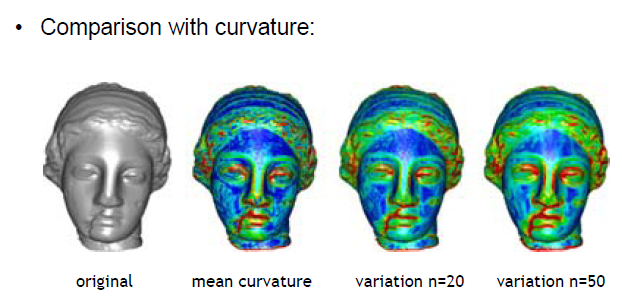 • Comparison with curvature:
original
mean curvature
variation n=20
variation n=50